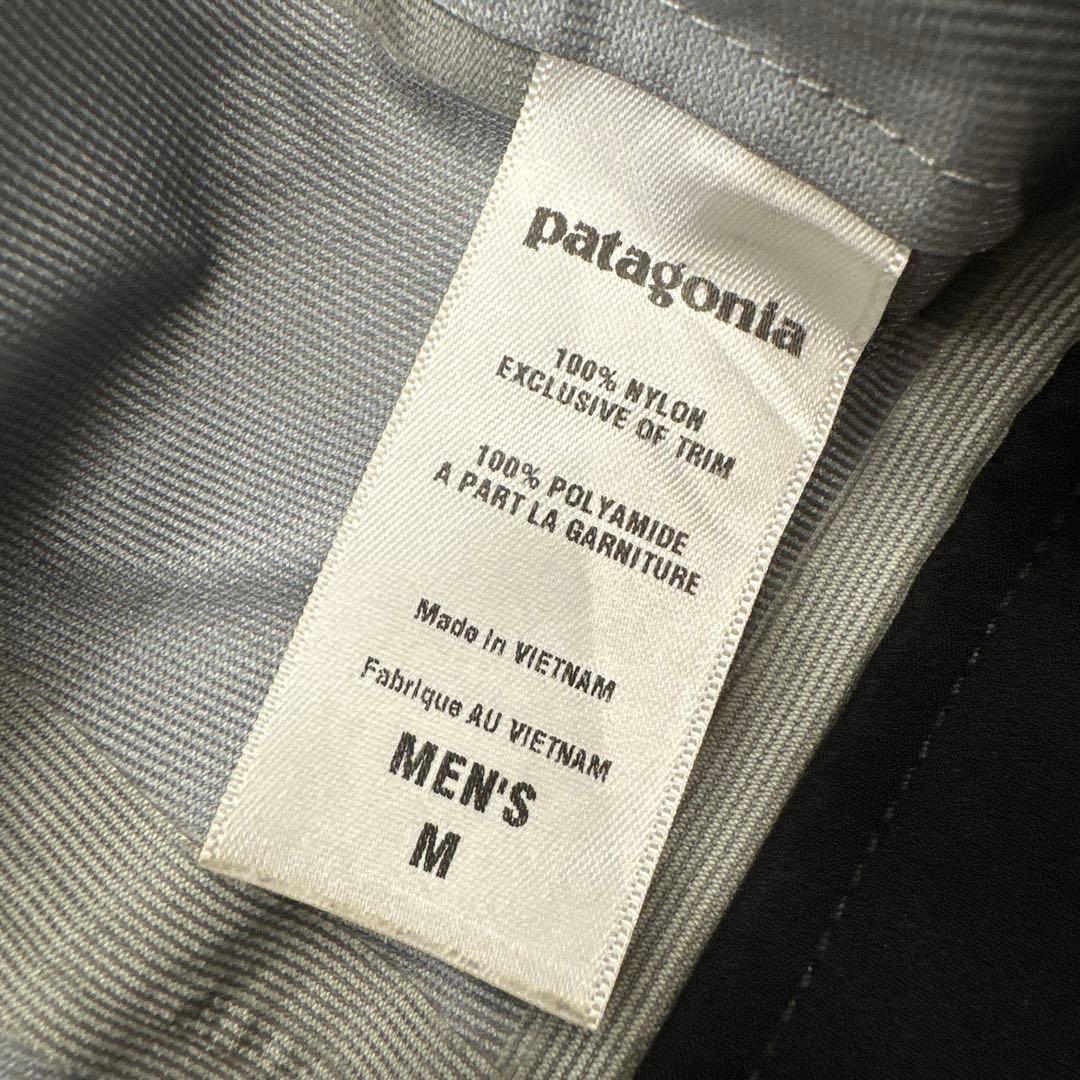 patagonia
100% NYLON
EXCLUSIVE OF TRIM
100% POLYAMIDE
A PART LA GARNITURE
Made in VIETNAM
Fabrique AU VIETNAM
MEN'S
M